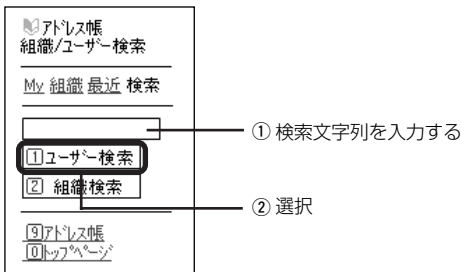 ｱﾄﾞﾚｽ帳
組織/ﾕｰｻﾞｰ検索
My 組織 最近 検索
① 検索文字列を入力する
1ﾕｰｻﾞｰ検索
2 組織検索
② 選択
9ｱﾄﾞﾚｽ帳
0ﾄｯﾌﾟﾍﾟｰｼﾞ